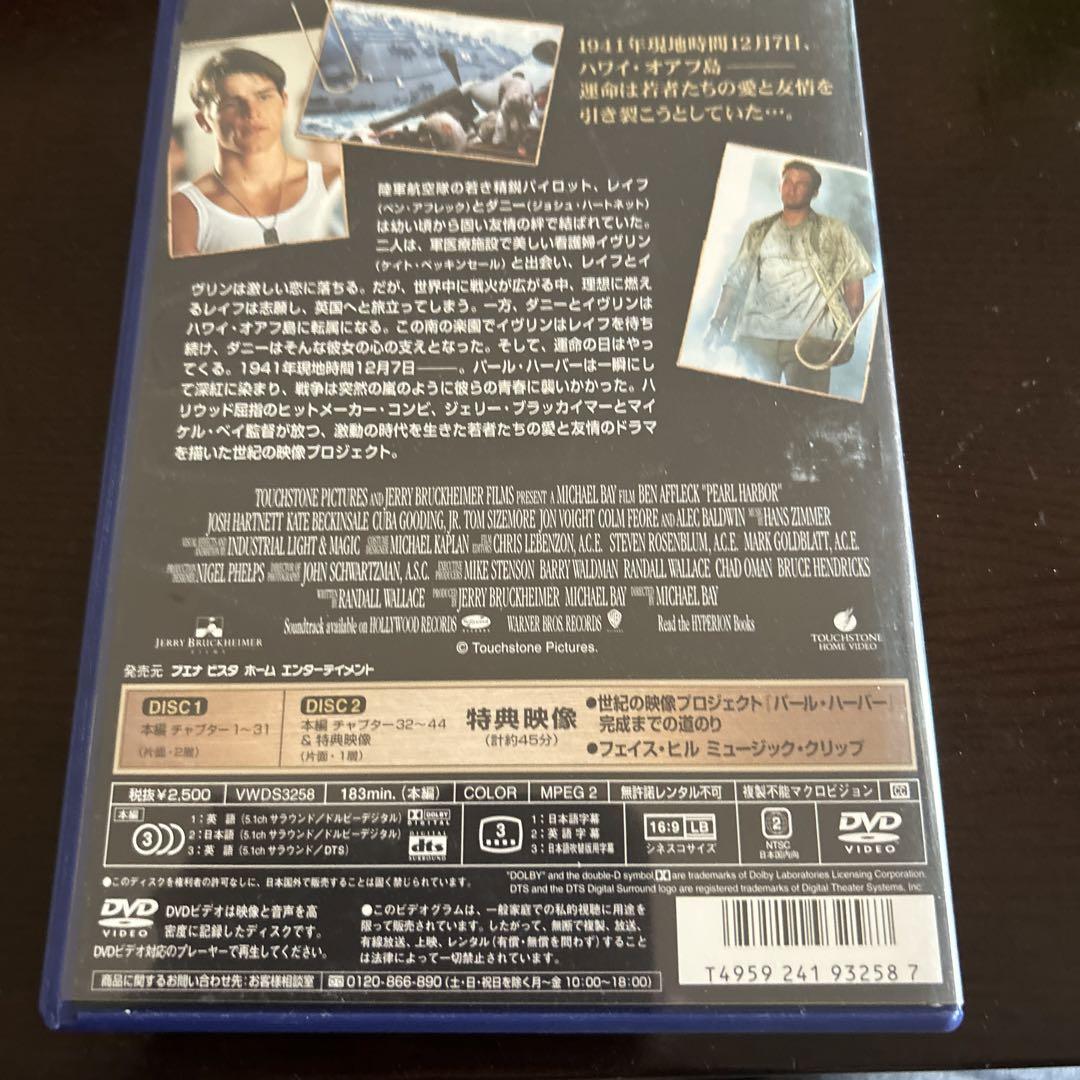 1941年現地時間12月7日、
ハワイ・オアフ島———
運命は若者たちの愛と友情を
引き裂こうとしていた…。
陸軍航空隊の若き精鋭パイロット、レイフ
(ベン・アフレック)とダニー(ジョシュ・ハートネット)
は幼い頃から固い友情の絆で結ばれていた。
二人は、軍医療施設で美しい看護婦イヴリン
(ケイト・ベッキンセール)と出会い、レイフとイ
ヴリンは激しい恋に落ちる。だが、世界中に戦火が広がる中、理想に燃え
るレイフは志願し、英国へと旅立ってしまう。一方、ダニーとイヴリンは
ハワイ・オアフ島に転属になる。この南の楽園でイヴリンはレイフを待ち
続け、ダニーはそんな彼女の心の支えとなった。そして、運命の日はやっ
てくる。1941年現地時間12月7日———。パール・ハーバーは一瞬にし
て深紅に染まり、戦争は突然の嵐のように彼らの青春に襲いかかった。ハ
リウッド屈指のヒットメーカー・コンビ、ジェリー・ブラッカイマーとマイ
ケル・ベイ監督が放つ、激動の時代を生きた若者たちの愛と友情のドラマ
を描いた世紀の映像プロジェクト。
TOUCHSTONE PICTURES AND JERRY BRUCKHEIMER FILMS PRESENT A MICHAEL BAY FILM BEN AFFLECK "PEARL HARBOR"
JOSH HARTNETT KATE BECKINSALE CUBA GOODING, JR. TOM SIZEMORE JON VOIGHT COLM FEORE AND ALEC BALDWIN MUSIC BY HANS ZIMMER
VISUAL EFFECTS AND ANIMATION BY INDUSTRIAL LIGHT & MAGIC COSTUME DESIGNER MICHAEL KAPLAN FILM EDITORS CHRIS LEBENZON, A.C.E. STEVEN ROSENBLUM, A.C.E. MARK GOLDBLATT, A.C.E.
PRODUCTION DESIGNER NIGEL PHELPS DIRECTOR OF PHOTOGRAPHY JOHN SCHWARTZMAN, A.S.C. EXECUTIVE PRODUCERS MIKE STENSON BARRY WALDMAN RANDALL WALLACE CHAD OMAN BRUCE HENDRICKS
WRITTEN BY RANDALL WALLACE PRODUCED BY JERRY BRUCKHEIMER MICHAEL BAY DIRECTED BY MICHAEL BAY
Soundtrack available on HOLLYWOOD RECORDS WARNER BROS. RECORDS Read the HYPERION Books
JERRY BRUCKHEIMER
FILMS
TOUCHSTONE
HOME VIDEO
© Touchstone Pictures.
発売元 ブエナ ビスタ ホーム エンターテイメント
DISC 1
本編 チャプター1〜31
(片面・2層)
DISC 2
本編 チャプター32〜44
&特典映像
(片面・1層)
特典映像
(計約45分)
●世紀の映像プロジェクト『パール・ハーバー』
完成までの道のり
●フェイス・ヒル ミュージック・クリップ
税抜¥2,500 VWDS3258 183min.(本編) COLOR MPEG 2 無許諾レンタル不可 複製不能マクロビジョン CC
本編
3
1:英 語(5.1chサラウンド/ドルビーデジタル)
2:日本語(5.1chサラウンド/ドルビーデジタル)
3:英 語(5.1chサラウンド/DTS)
DOLBY
DIGITAL
DIGITAL
dts
SURROUND
3
1:日本語字幕
2:英 語 字 幕
3:日本語吹替版用字幕
16:9 LB
シネスコサイズ
2
NTSC
日本国内向
DVD
VIDEO
●このディスクを権利者の許可なしに、日本国外で販売することは固く禁じられています。
"DOLBY" and the double-D symbol are trademarks of Dolby Laboratories Licensing Corporation.
DTS and the DTS Digital Surround logo are registered trademarks of Digital Theater Systems, Inc.
DVD
VIDEO
DVDビデオは映像と音声を高
密度に記録したディスクです。
DVDビデオ対応のプレーヤーで再生してください。
●このビデオグラムは、一般家庭での私的視聴に用途を
限って販売されています。したがって、無断で複製、放送、
有線放送、上映、レンタル(有償・無償を問わず)すること
は法律によって一切禁止されています。
商品に関するお問い合わせ先:お客様相談室 0120-866-890(土・日・祝日を除く月〜金 10:00〜18:00)
T4959 241 93258 7